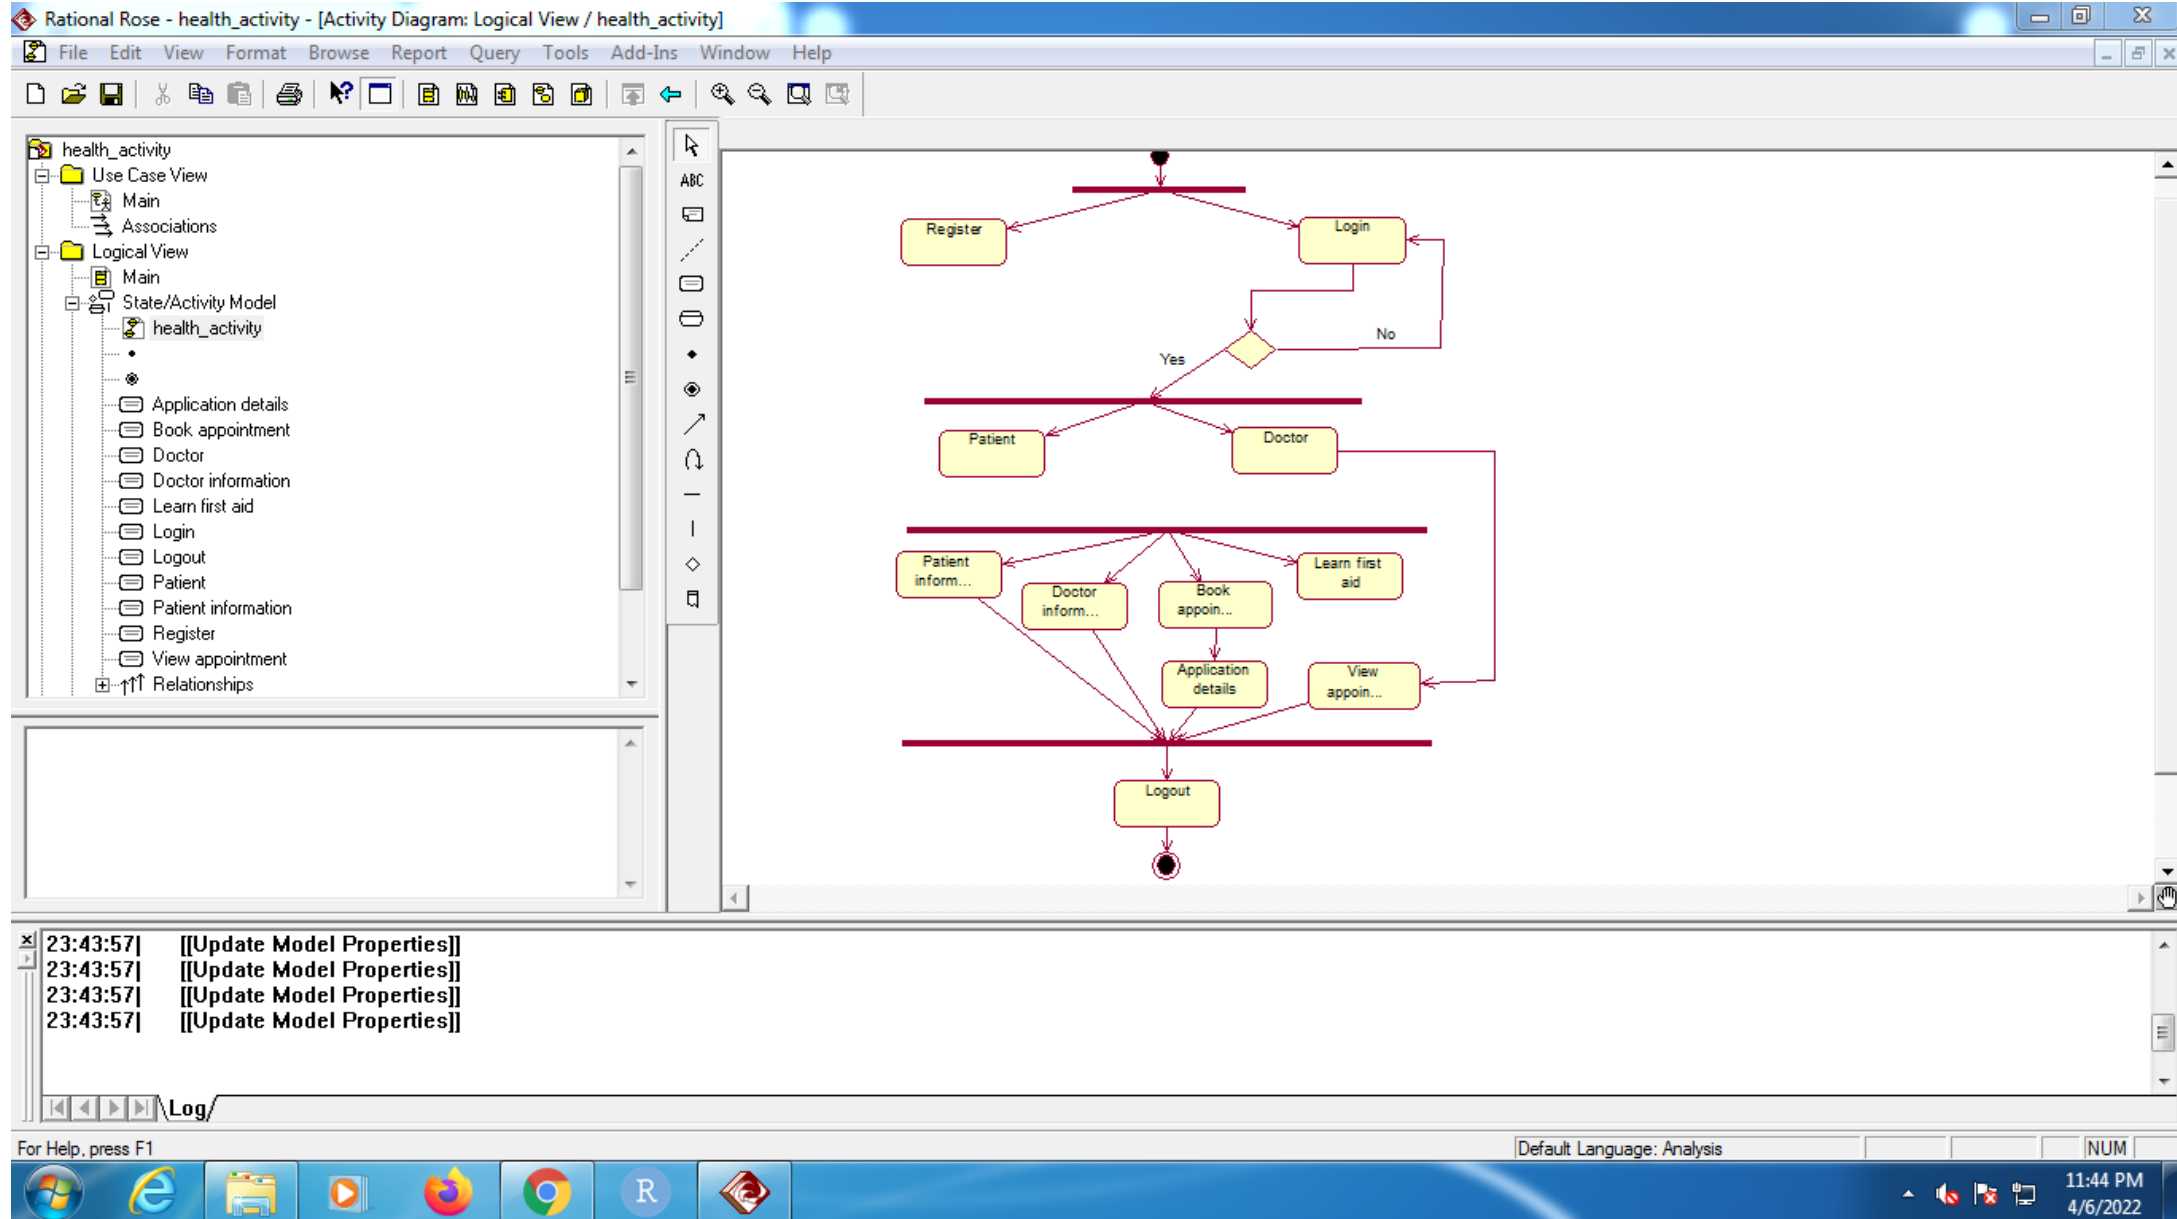 Rational Rose - health_activity - [Activity Diagram: Logical View / health_activity]
File Edit View Format Browse Report Query Tools Add-Ins Window Help
health_activity
Use Case View
Main
Associations
Logical View
Main
State/Activity Model
health_activity
Application details
Book appointment
Doctor
Doctor information
Learn first aid
Login
Logout
Patient
Patient information
Register
View appointment
Relationships
ABC
Register
Login
No
Yes
Patient
Doctor
Patient
inform...
Doctor
inform...
Book
appoin...
Learn first
aid
Application
details
View
appoin...
Logout
23:43:57| [[Update Model Properties]]
23:43:57| [[Update Model Properties]]
23:43:57| [[Update Model Properties]]
23:43:57| [[Update Model Properties]]
Log
For Help, press F1
Default Language: Analysis
NUM
R
11:44 PM
4/6/2022